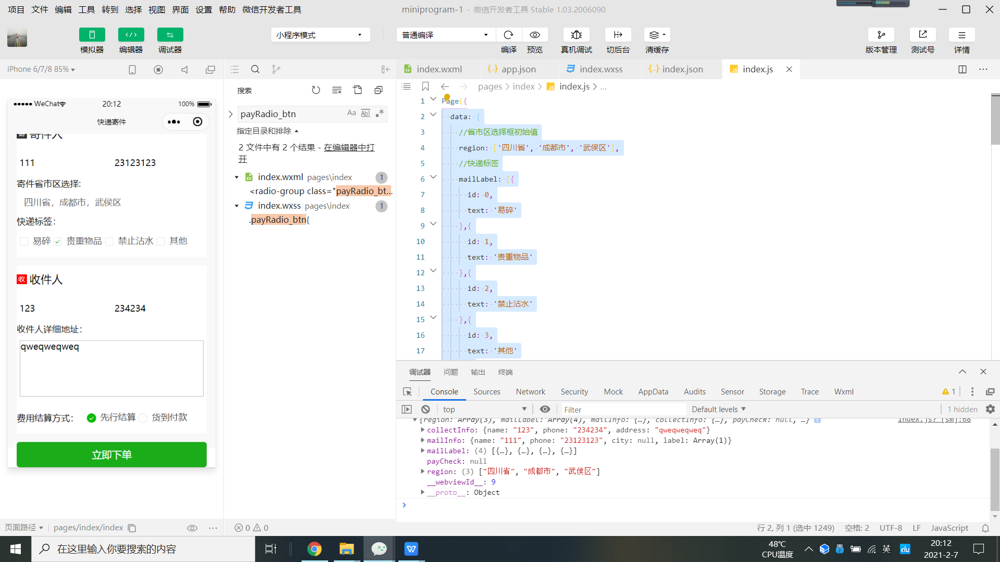 项目 文件 编辑 工具 转到 选择 视图 界面 设置 帮助 微信开发者工具
miniprogram-1 - 微信开发者工具 Stable 1.03.2006090
小程序模式
普通编译
模拟器 编辑器 调试器
编译 预览 真机调试 切后台 清缓存
版本管理 测试号 详情
iPhone 6/7/8 85%
WeChat 20:12 100%
快递寄件
寄件人
111 23123123
寄件省市区选择:
四川省，成都市，武侯区
快递标签:
易碎 贵重物品 禁止沾水 其他
收 收件人
123 234234
收件人详细地址:
qweqweqweq
费用结算方式: 先行结算 货到付款
立即下单
页面路径 pages/index/index
搜索
payRadio_btn
Aa Abl .*
指定目录和排除
2 文件中有 2 个结果 - 在编辑器中打
开
index.wxml pages\index 1
<radio-group class="payRadio_bt...
index.wxss pages\index 1
.payRadio_btn{
0 0
index.wxml app.json index.wxss index.json index.js
pages > index > index.js > ...
1 Page({
2 data: {
3 //省市区选择框初始值
4 region: ['四川省', '成都市', '武侯区'],
5 //快递标签
6 mailLabel: [{
7 id: 0,
8 text: '易碎'
9 },{
10 id: 1,
11 text: '贵重物品'
12 },{
13 id: 2,
14 text: '禁止沾水'
15 },{
16 id: 3,
17 text: '其他'
调试器 问题 输出 终端
Console Sources Network Security Mock AppData Audits Sensor Storage Trace Wxml 1
top Filter Default levels 1 hidden
{region: Array(3), mailLabel: Array(4), mailInfo: {…}, collectInfo: {…}, payCheck: null, …} index.js? [sm]:68
collectInfo: {name: "123", phone: "234234", address: "qweqweqweq"}
mailInfo: {name: "111", phone: "23123123", city: null, label: Array(1)}
mailLabel: (4) [{…}, {…}, {…}, {…}]
payCheck: null
region: (3) ["四川省", "成都市", "武侯区"]
__webviewId__: 9
__proto__: Object
行 2, 列 1 (选中 1249) 空格: 2 UTF-8 LF JavaScript
在这里输入你要搜索的内容
48℃
CPU温度
英
du
20:12
2021-2-7